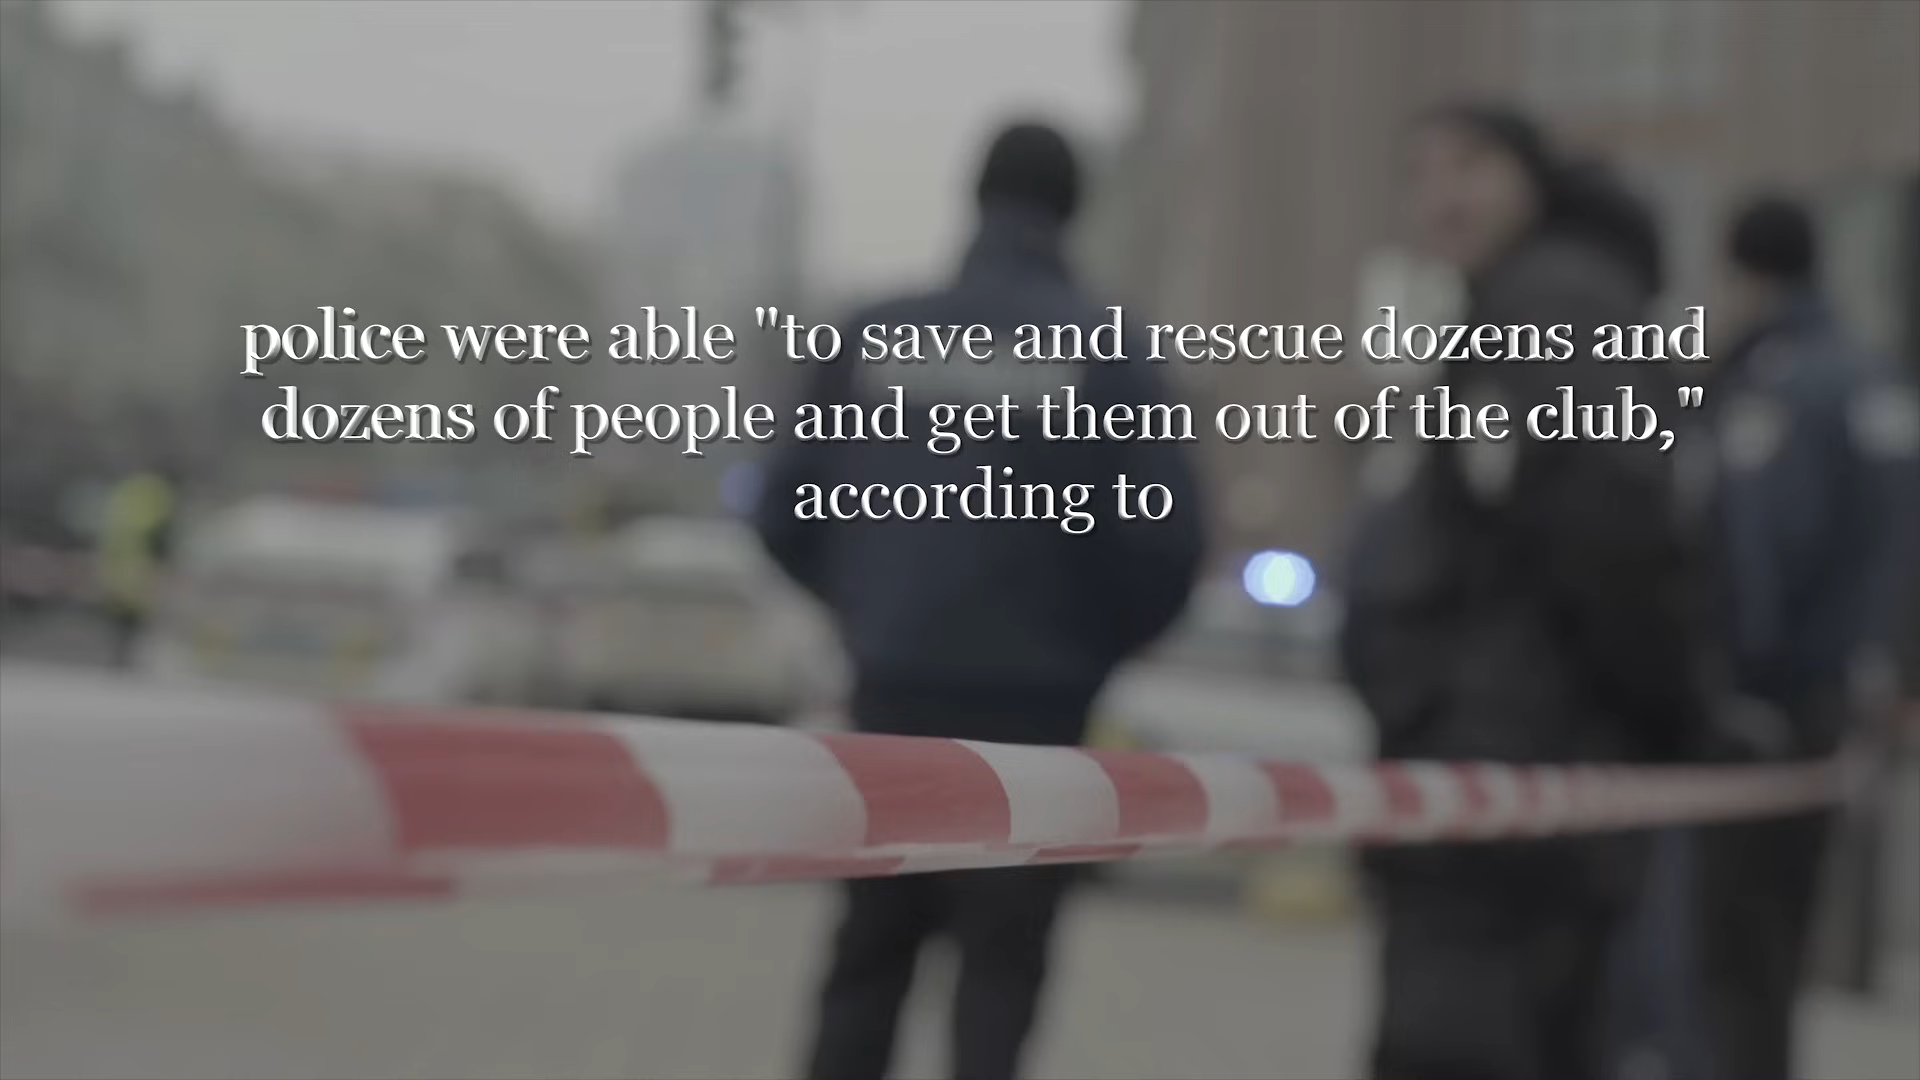 police were able "to save and rescue dozens and
dozens of people and get them out of the club,"
according to